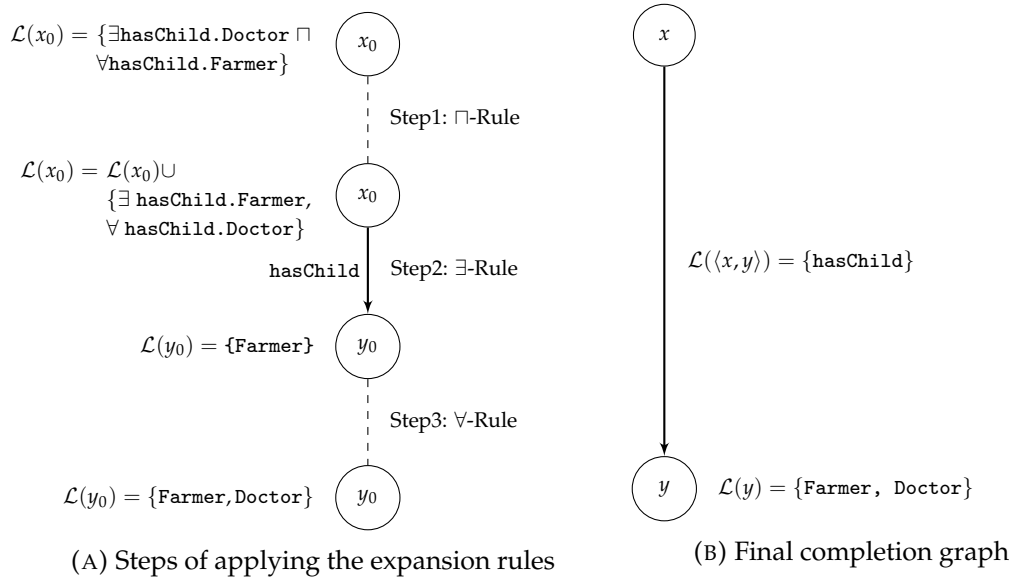 ℒ(x₀) = {∃hasChild.Doctor ⊓
∀hasChild.Farmer}
x₀
Step1: ⊓-Rule
ℒ(x₀) = ℒ(x₀)∪
{∃ hasChild.Farmer,
∀ hasChild.Doctor}
x₀
hasChild
Step2: ∃-Rule
ℒ(y₀) = {Farmer}
y₀
Step3: ∀-Rule
ℒ(y₀) = {Farmer,Doctor}
y₀
(A) Steps of applying the expansion rules
x
ℒ(⟨x,y⟩) = {hasChild}
y
ℒ(y) = {Farmer, Doctor}
(B) Final completion graph